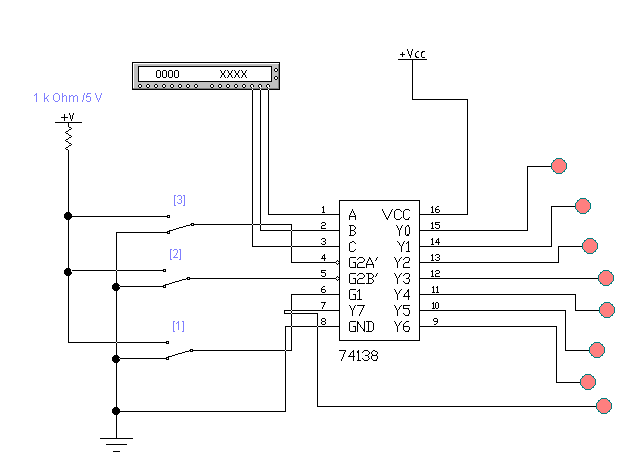 +Vcc
0000 XXXX
1 k Ohm /5 V
+V
[3]
[2]
[1]
1 A VCC 16
2 B Y0 15
3 C Y1 14
4 G2A' Y2 13
5 G2B' Y3 12
6 G1 Y4 11
7 Y7 Y5 10
8 GND Y6 9
74138